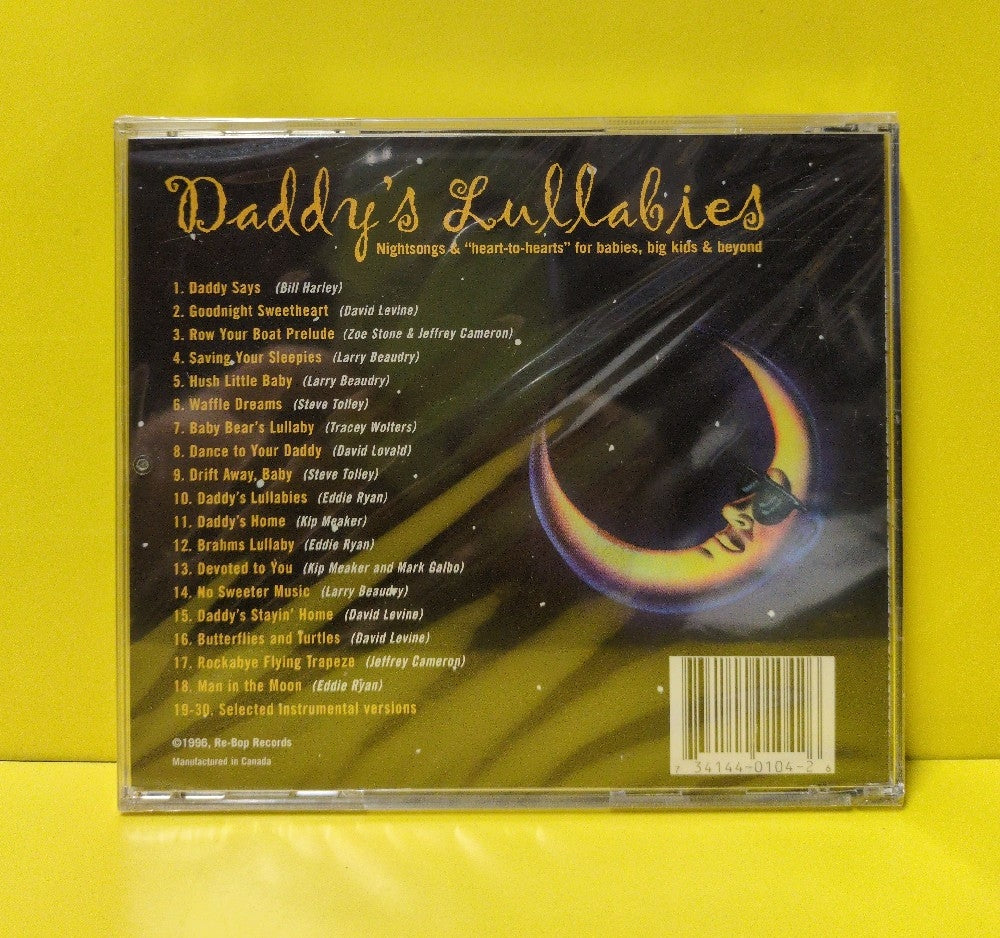 Daddy's Lullabies
Nightsongs & "heart-to-hearts" for babies, big kids & beyond
1. Daddy Says (Bill Harley)
2. Goodnight Sweetheart (David Levine)
3. Row Your Boat Prelude (Zoe Stone & Jeffrey Cameron)
4. Saving Your Sleepies (Larry Beaudry)
5. Hush Little Baby (Larry Beaudry)
6. Waffle Dreams (Steve Tolley)
7. Baby Bear's Lullaby (Tracey Wolters)
8. Dance to Your Daddy (David Lovald)
9. Drift Away, Baby (Steve Tolley)
10. Daddy's Lullabies (Eddie Ryan)
11. Daddy's Home (Kip Meaker)
12. Brahms Lullaby (Eddie Ryan)
13. Devoted to You (Kip Meaker and Mark Galbo)
14. No Sweeter Music (Larry Beaudry)
15. Daddy's Stayin' Home (David Levine)
16. Butterflies and Turtles (David Levine)
17. Rockabye Flying Trapeze (Jeffrey Cameron)
18. Man in the Moon (Eddie Ryan)
19-30. Selected Instrumental versions
©1996, Re-Bop Records
Manufactured in Canada
7 34144-0104-2 6